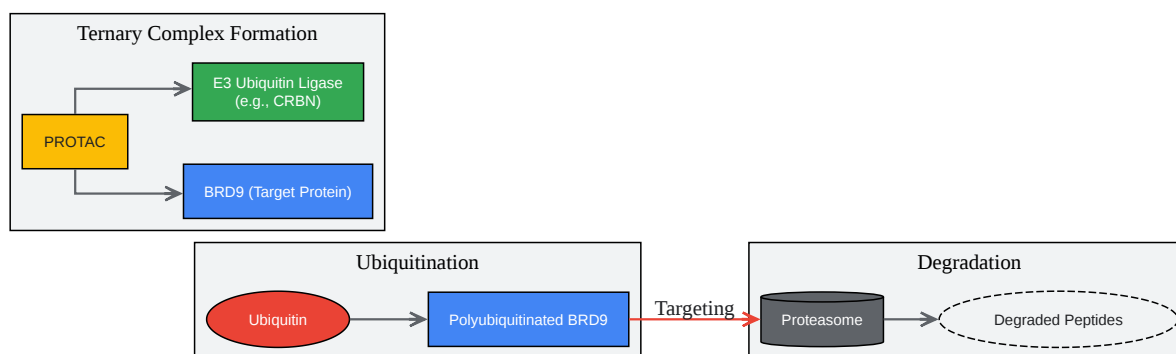 Ternary Complex Formation
E3 Ubiquitin Ligase
(e.g., CRBN)
PROTAC
BRD9 (Target Protein)
Ubiquitination
Ubiquitin
Polyubiquitinated BRD9
Targeting
Degradation
Proteasome
Degraded Peptides